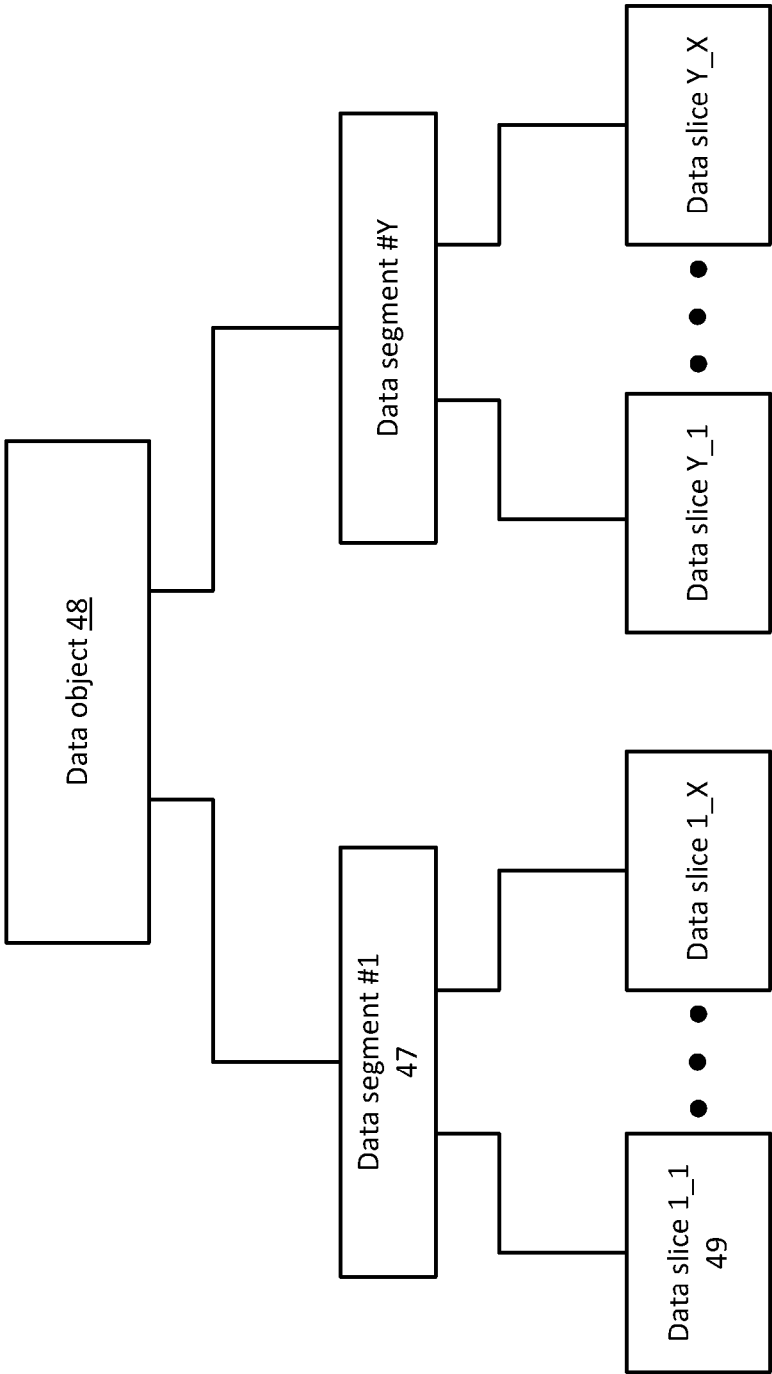 Data object 48
Data segment #1
47
Data segment #Y
Data slice 1_1
49
Data slice 1_X
Data slice Y_1
Data slice Y_X